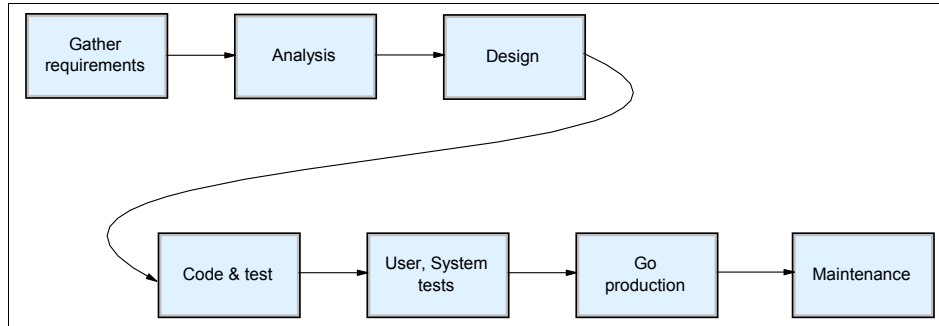 Gather
requirements
Analysis
Design
Code & test
User, System
tests
Go
production
Maintenance